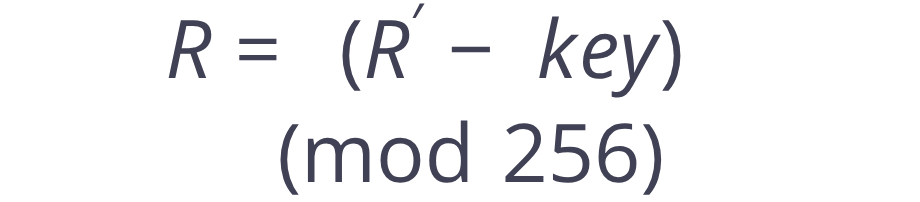 R = (R′ − key)
(mod 256)